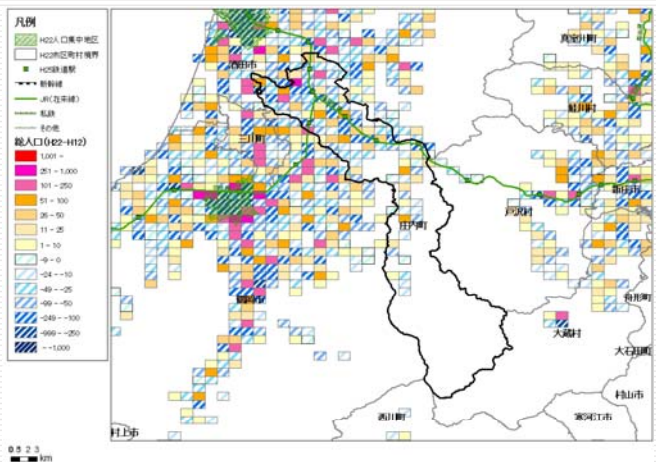 凡例
H22人口集中地区
H22市区町村境界
H25鉄道駅
新幹線
JR(在来線)
私鉄
その他
総人口(H22-H12)
1,001 -
251 - 1,000
101 - 250
51 - 100
26 - 50
11 - 25
1 - 10
-9 - 0
-24 - -10
-49 - -25
-99 - -50
-249 - -100
-999 - -250
- -1,000
酒田市
真室川町
鮭川村
三川町
新庄市
戸沢村
庄内町
舟形町
鶴岡市
大蔵村
大石田町
村山市
西川町
寒河江市
村上市
km